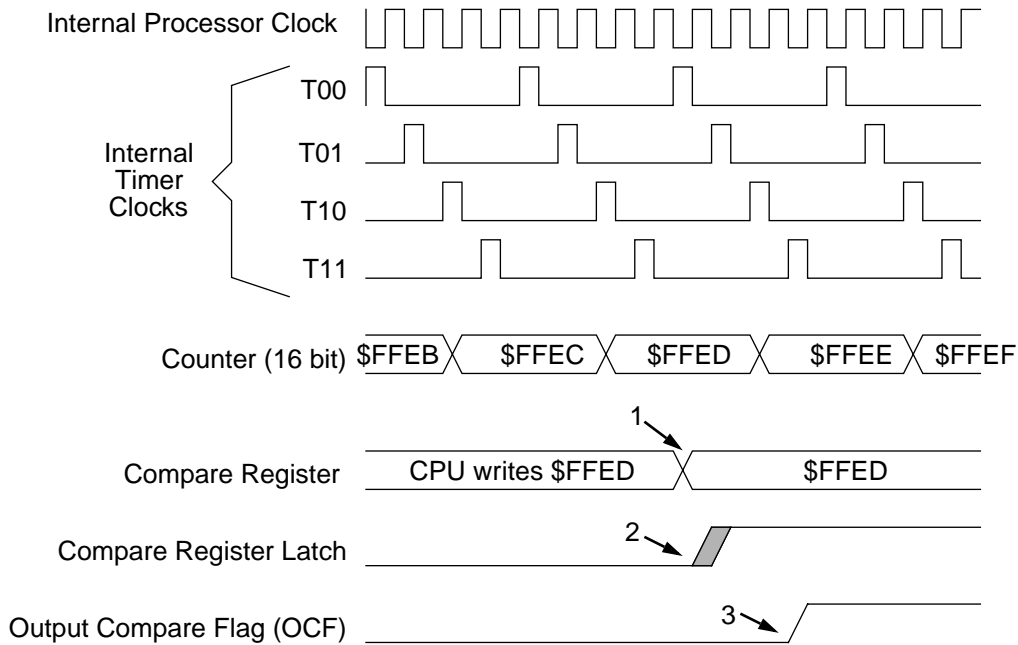 Internal Processor Clock
T00
T01
Internal
Timer
Clocks
T10
T11
Counter (16 bit) $FFEB $FFEC $FFED $FFEE $FFEF
1
Compare Register CPU writes $FFED $FFED
2
Compare Register Latch
3
Output Compare Flag (OCF)